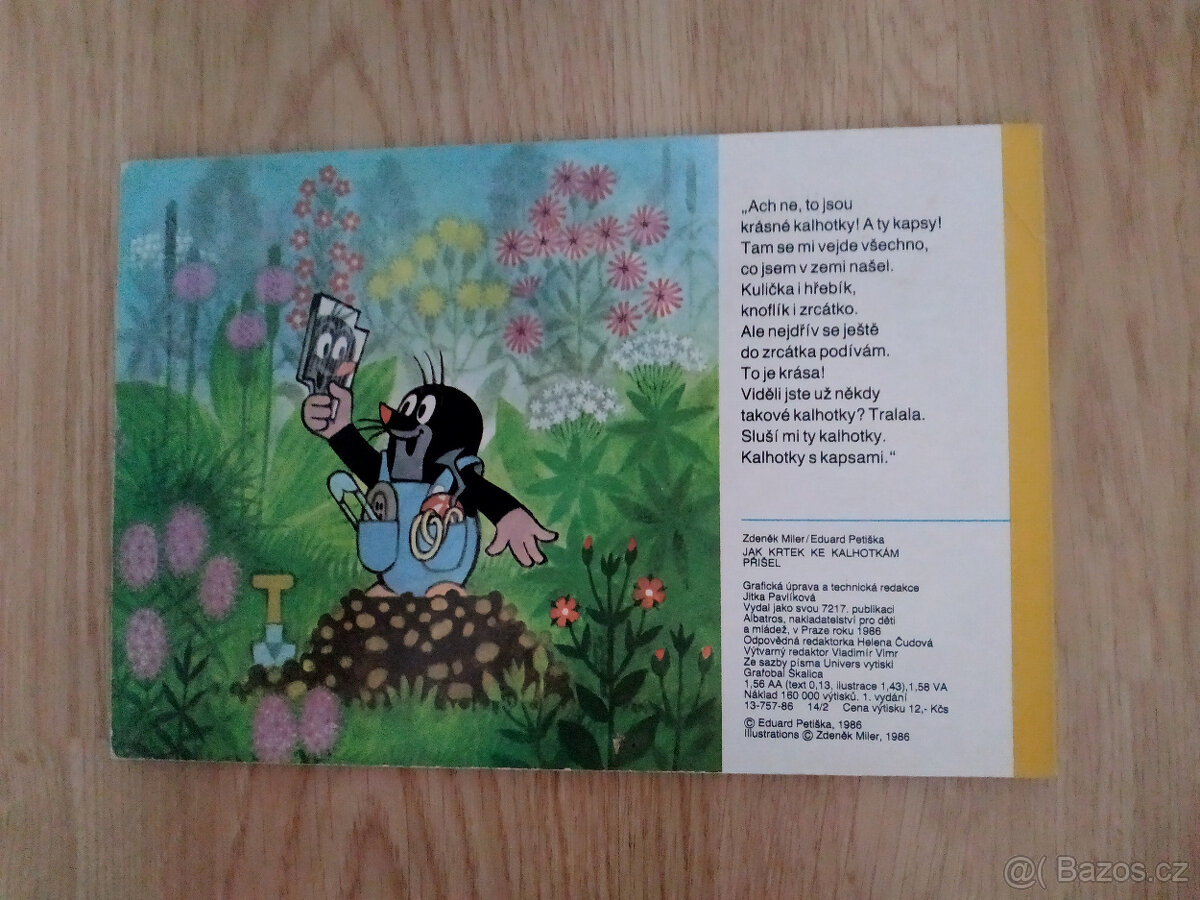 „Ach ne, to jsou
krásné kalhotky! A ty kapsy!
Tam se mi vejde všechno,
co jsem v zemi našel.
Kulička i hřebík,
knoflík i zrcátko.
Ale nejdřív se ještě
do zrcátka podívám.
To je krása!
Viděli jste už někdy
takové kalhotky? Tralala.
Sluší mi ty kalhotky.
Kalhotky s kapsami.“
Zdeněk Miler/Eduard Petiška
JAK KRTEK KE KALHOTKÁM
PŘIŠEL
Grafická úprava a technická redakce
Jitka Pavlíková
Vydal jako svou 7217. publikaci
Albatros, nakladatelství pro děti
a mládež, v Praze roku 1986
Odpovědná redaktorka Helena Čudová
Výtvarný redaktor Vladimír Vimr
Ze sazby písma Univers vytiskl
Grafobal Skalica
1,56 AA (text 0,13, ilustrace 1,43),1,58 VA
Náklad 160 000 výtisků. 1. vydání
13-757-86 14/2 Cena výtisku 12,- Kčs
© Eduard Petiška, 1986
Illustrations © Zdeněk Miler, 1986
@( Bazos.cz